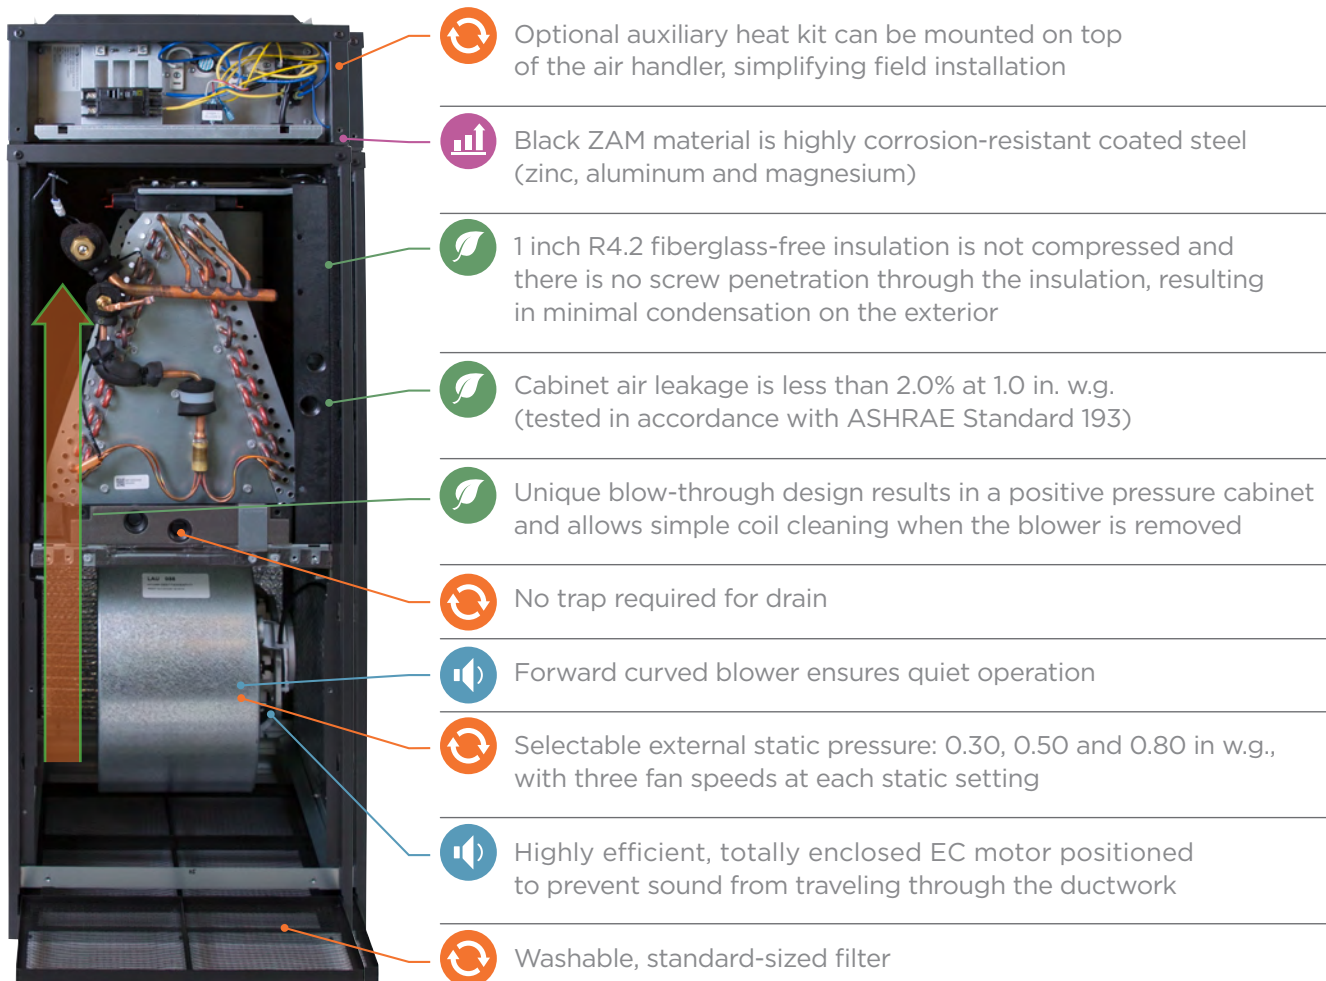 Optional auxiliary heat kit can be mounted on top
of the air handler, simplifying field installation
Black ZAM material is highly corrosion-resistant coated steel
(zinc, aluminum and magnesium)
1 inch R4.2 fiberglass-free insulation is not compressed and
there is no screw penetration through the insulation, resulting
in minimal condensation on the exterior
Cabinet air leakage is less than 2.0% at 1.0 in. w.g.
(tested in accordance with ASHRAE Standard 193)
Unique blow-through design results in a positive pressure cabinet
and allows simple coil cleaning when the blower is removed
No trap required for drain
LAU
Forward curved blower ensures quiet operation
Selectable external static pressure: 0.30, 0.50 and 0.80 in w.g.,
with three fan speeds at each static setting
Highly efficient, totally enclosed EC motor positioned
to prevent sound from traveling through the ductwork
Washable, standard-sized filter